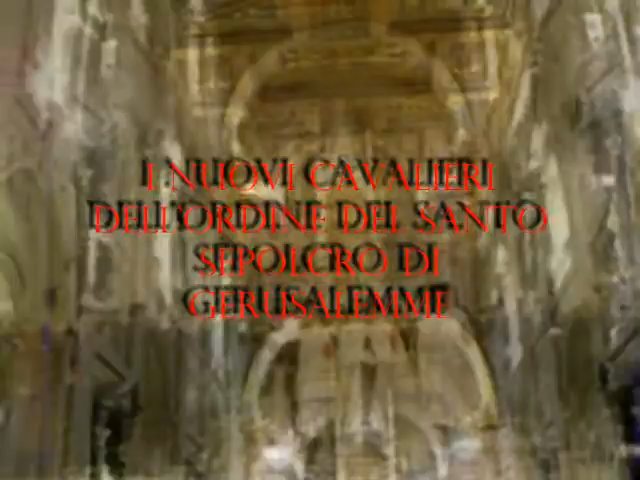 I NUOVI CAVALIERI
DELL'ORDINE DEL SANTO
SEPOLCRO DI
GERUSALEMME